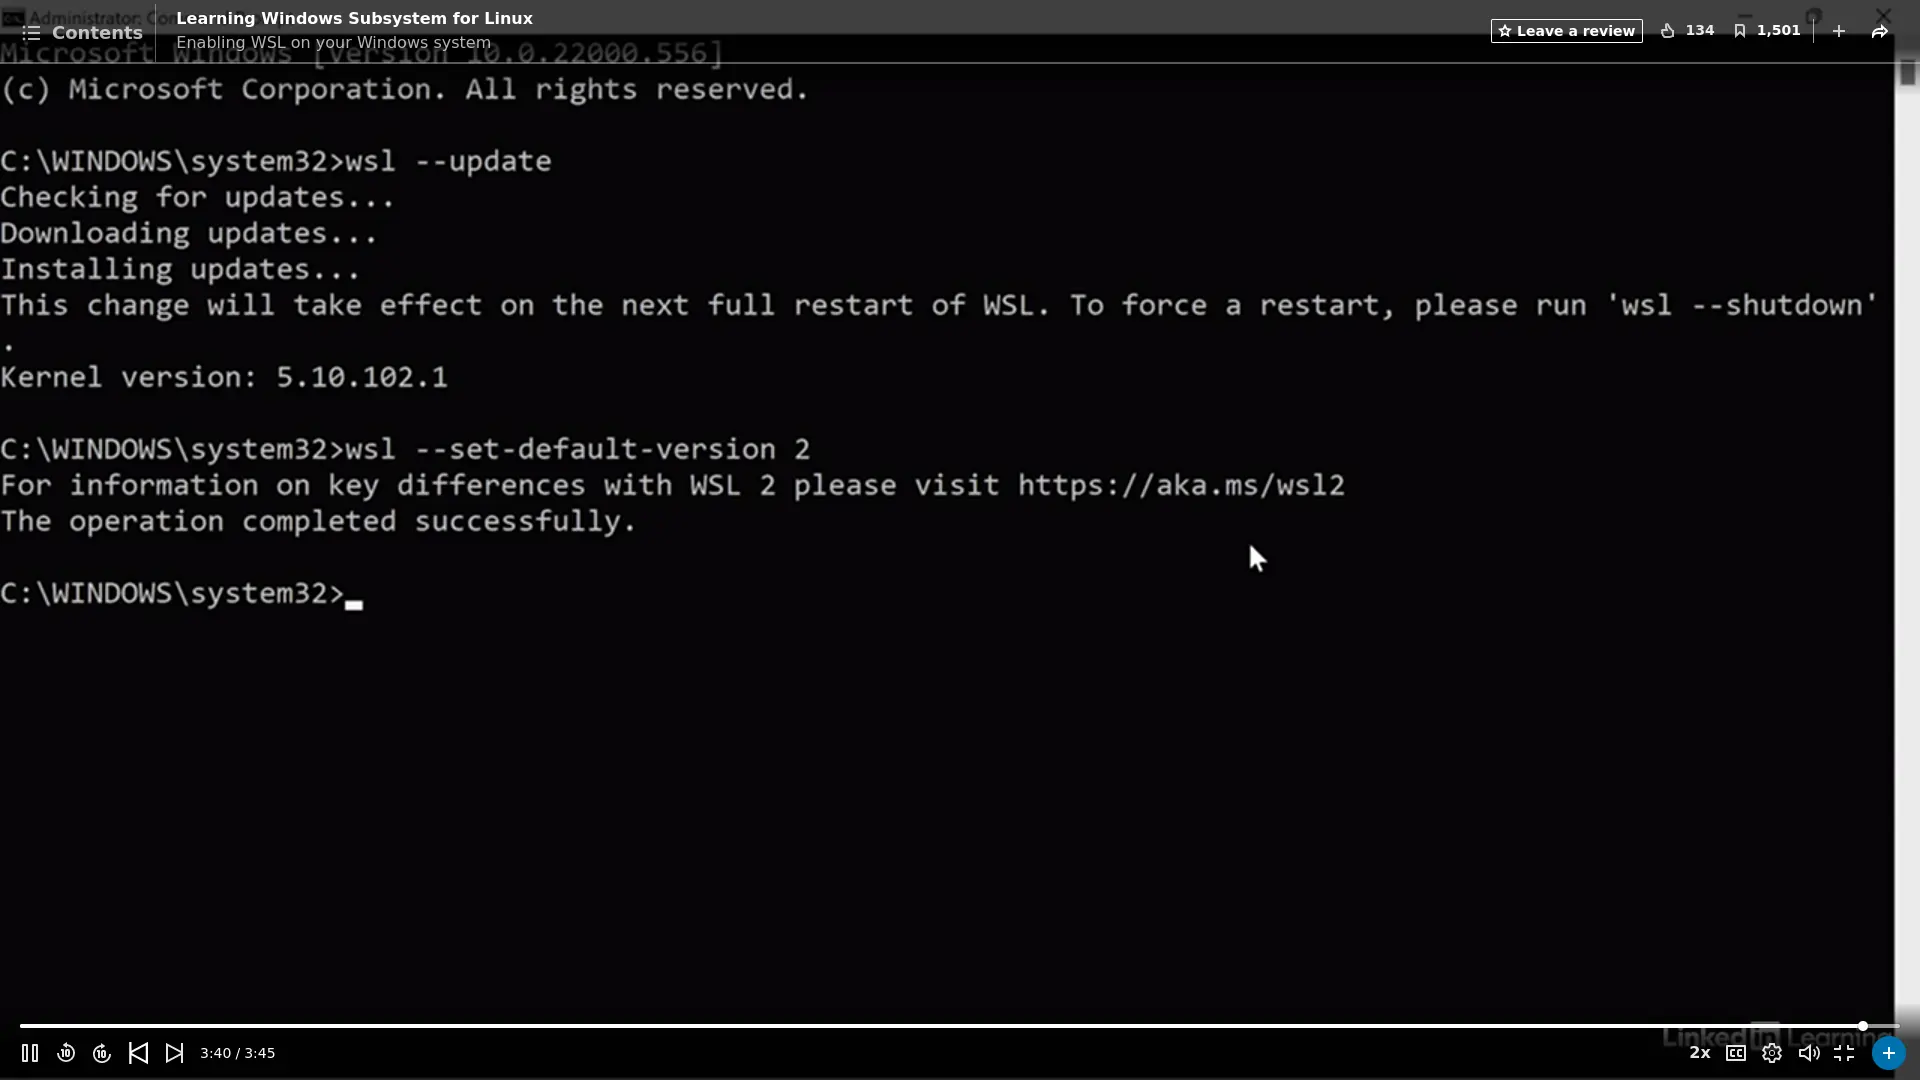 Administrator: Co
Contents
Learning Windows Subsystem for Linux
Enabling WSL on your Windows system
Leave a review
134
1,501
Microsoft Windows [Version 10.0.22000.556]
(c) Microsoft Corporation. All rights reserved.
C:\WINDOWS\system32>wsl --update
Checking for updates...
Downloading updates...
Installing updates...
This change will take effect on the next full restart of WSL. To force a restart, please run 'wsl --shutdown'
.
Kernel version: 5.10.102.1
C:\WINDOWS\system32>wsl --set-default-version 2
For information on key differences with WSL 2 please visit https://aka.ms/wsl2
The operation completed successfully.
C:\WINDOWS\system32>
LinkedIn Learning
10
10
3:40 / 3:45
2x
CC